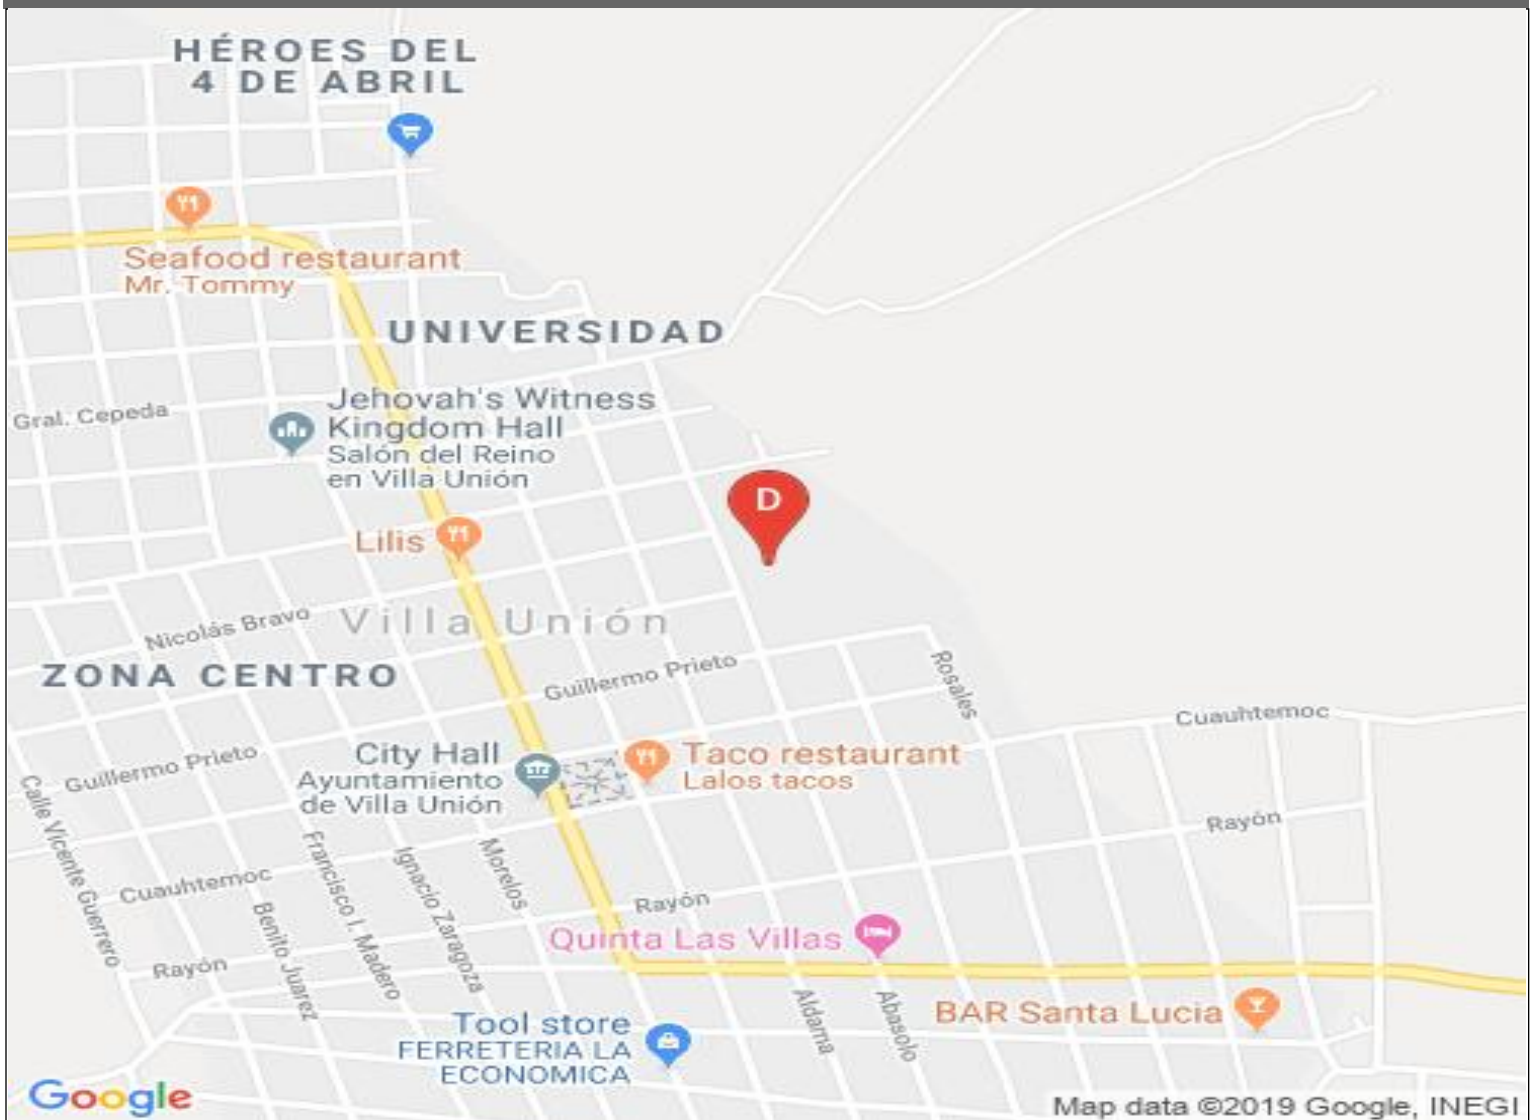 HÉROES DEL
4 DE ABRIL
Seafood restaurant
Mr. Tommy
UNIVERSIDAD
Jehovah's Witness
Kingdom Hall
Salón del Reino
en Villa Unión
Gral. Cepeda
D
Lilis
Nicolás Bravo
Villa Unión
ZONA CENTRO
Guillermo Prieto
Rosales
Cuauhtemoc
Guillermo Prieto
City Hall
Ayuntamiento
de Villa Unión
Taco restaurant
Lalos tacos
Calle Vicente Guerrero
Rayón
Francisco I. Madero
Ignacio Zaragoza
Morelos
Cuauhtemoc
Benito Juarez
Rayón
Quinta Las Villas
Rayón
Aldama
Abasolo
BAR Santa Lucia
Tool store
FERRETERIA LA
ECONOMICA
Google
Map data ©2019 Google, INEGI